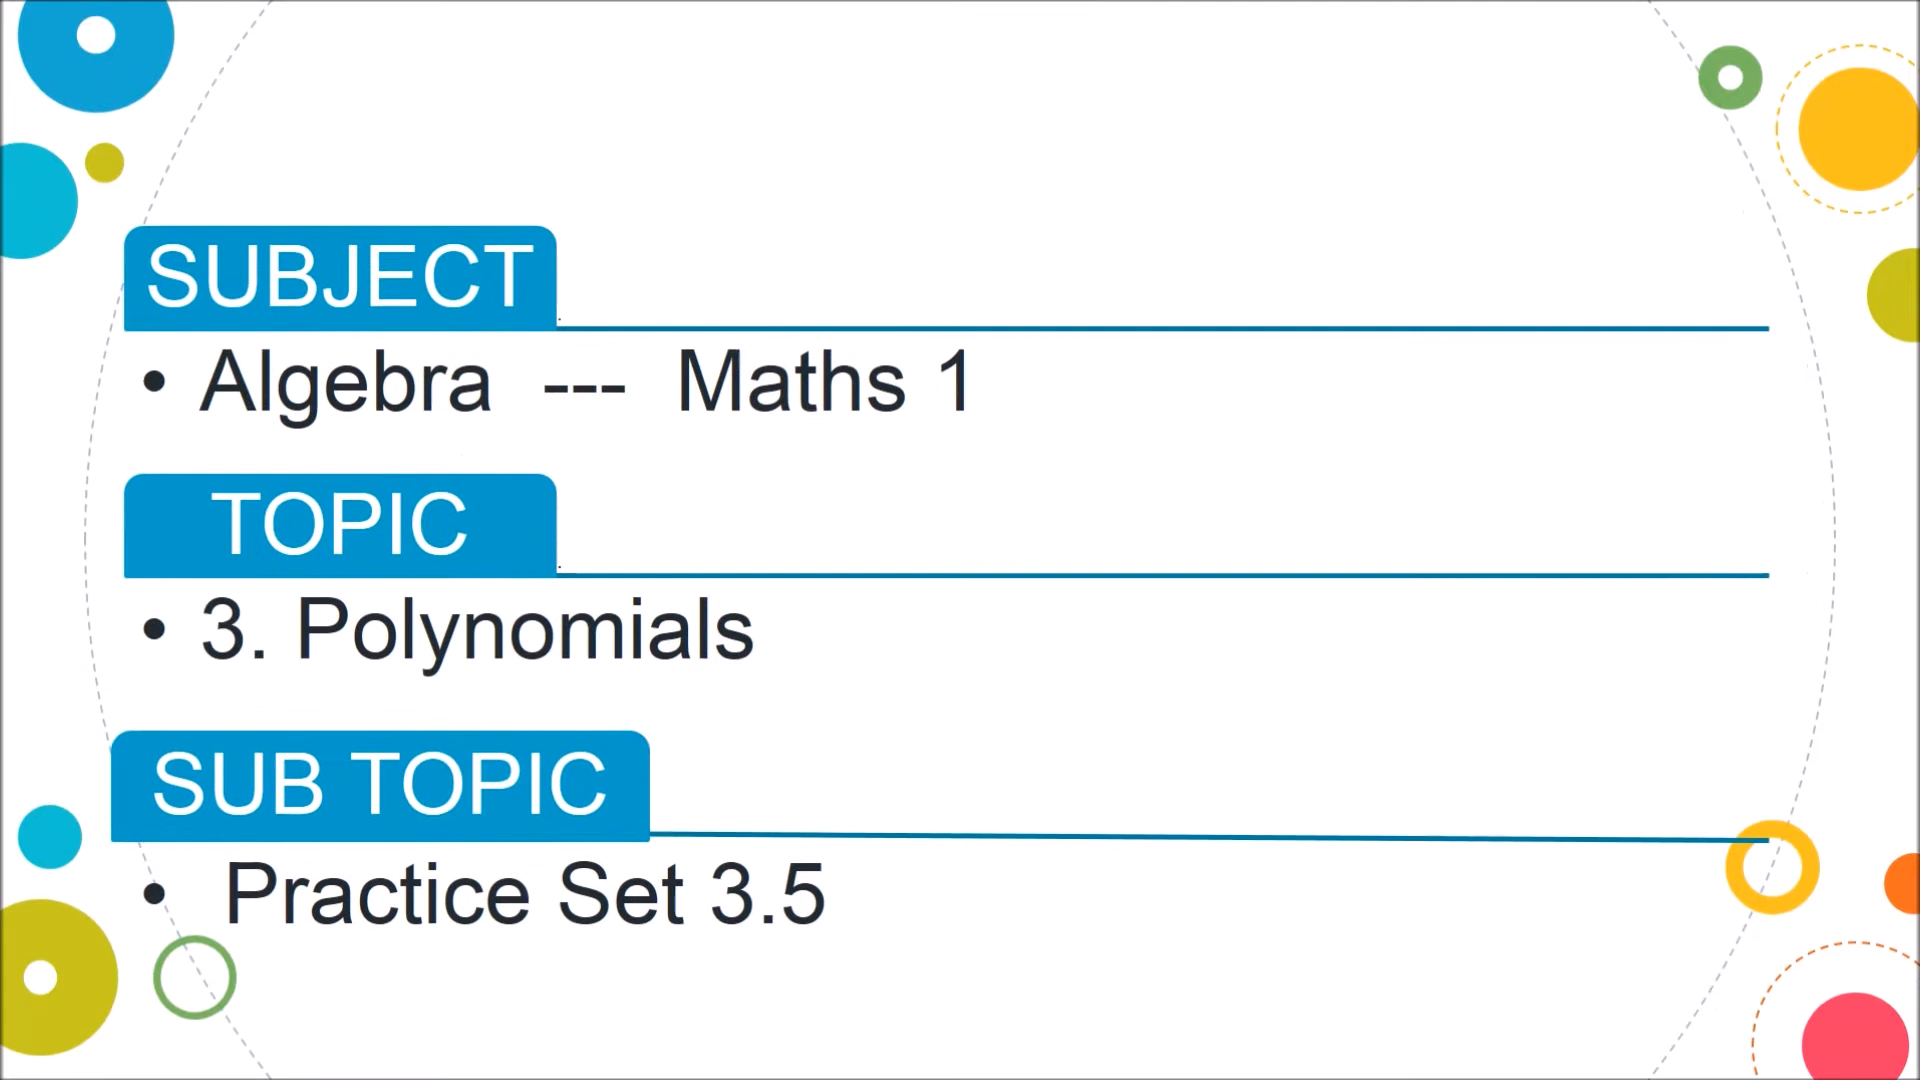 SUBJECT
• Algebra --- Maths 1
TOPIC
• 3. Polynomials
SUB TOPIC
• Practice Set 3.5